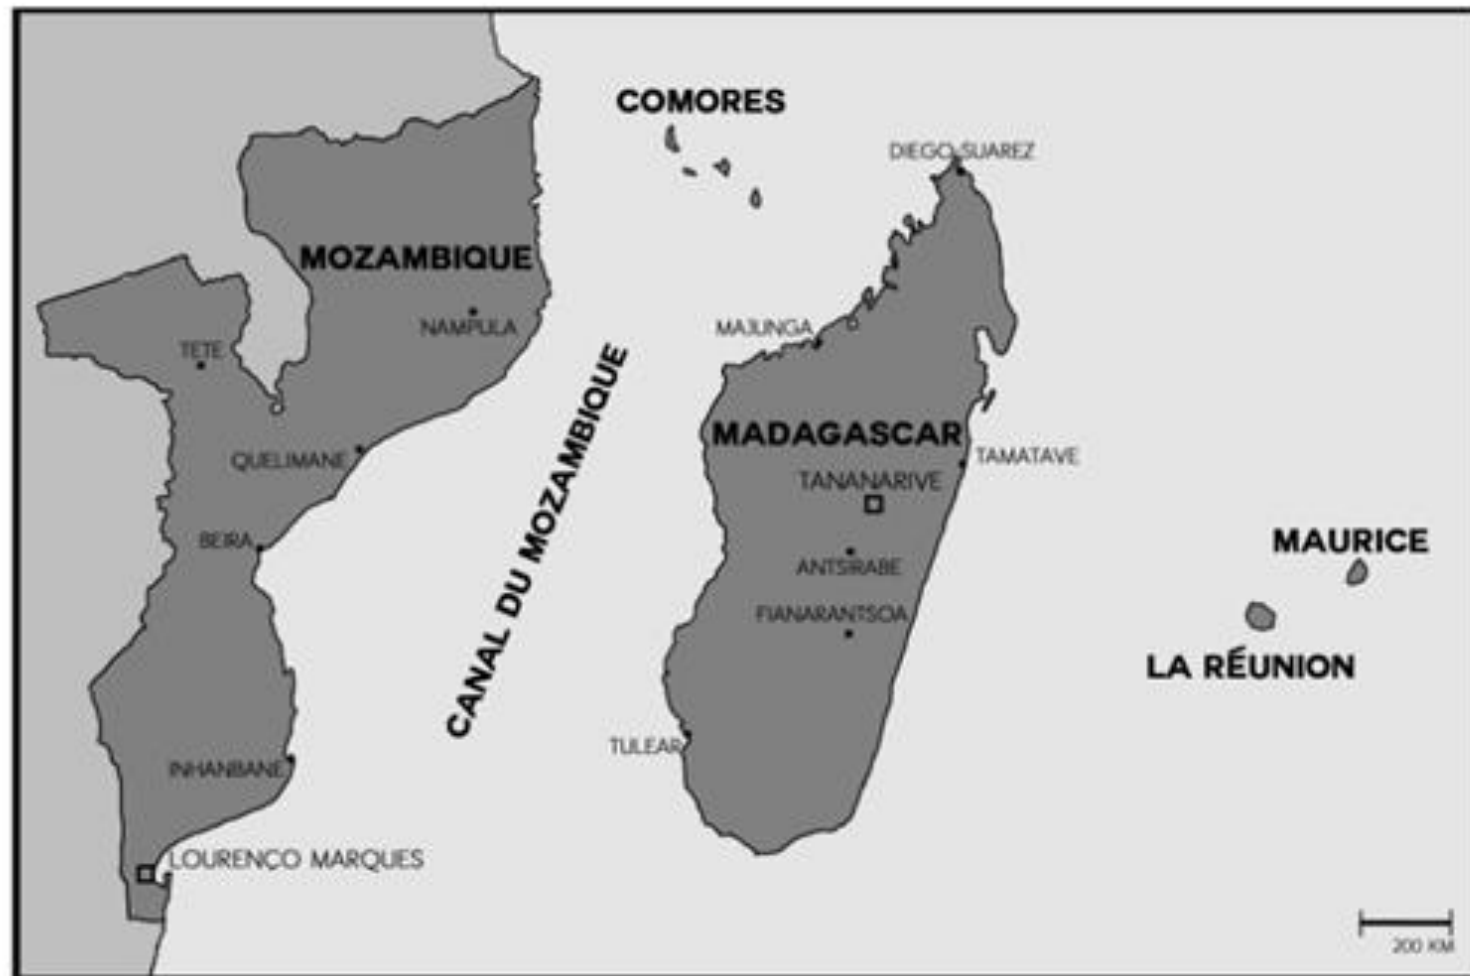 COMORES
DIEGO-SUAREZ
MOZAMBIQUE
NAMPULA
MAJUNGA
TETE
CANAL DU MOZAMBIQUE
MADAGASCAR
QUELIMANE
TAMATAVE
TANANARIVE
BEIRA
MAURICE
ANTSIRABE
FIANARANTSOA
LA RÉUNION
TULEAR
INHANBANE
LOURENÇO MARQUES
200 KM